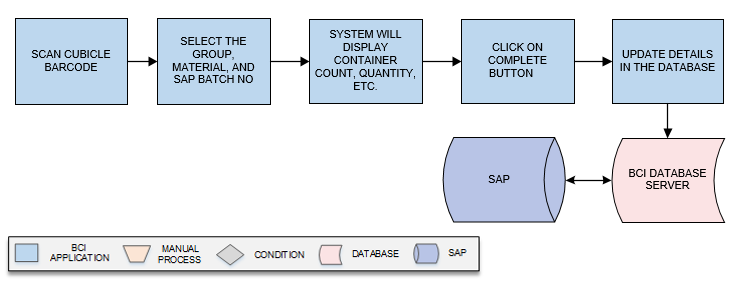 SCAN CUBICLE
BARCODE
SELECT THE
GROUP,
MATERIAL, AND
SAP BATCH NO
SYSTEM WILL
DISPLAY
CONTAINER
COUNT, QUANTITY,
ETC.
CLICK ON
COMPLETE
BUTTON
UPDATE DETAILS
IN THE DATABASE
SAP
BCI DATABASE
SERVER
BCI
APPLICATION
MANUAL
PROCESS
CONDITION
DATABASE
SAP